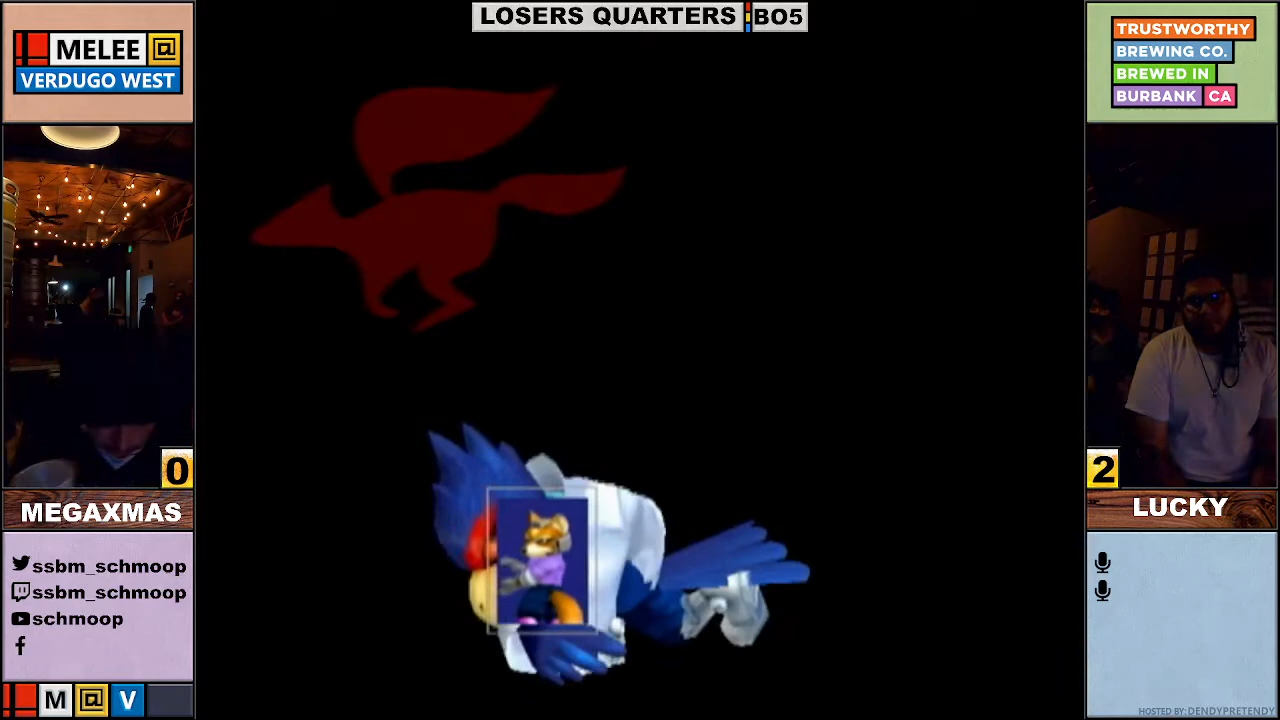 LOSERS QUARTERS BO5
MELEE @
VERDUGO WEST
TRUSTWORTHY
BREWING CO.
BREWED IN
BURBANK CA
0
2
MEGAXMAS
LUCKY
ssbm_schmoop
ssbm_schmoop
schmoop
M @ V
HOSTED BY: DENDYPRETENDY